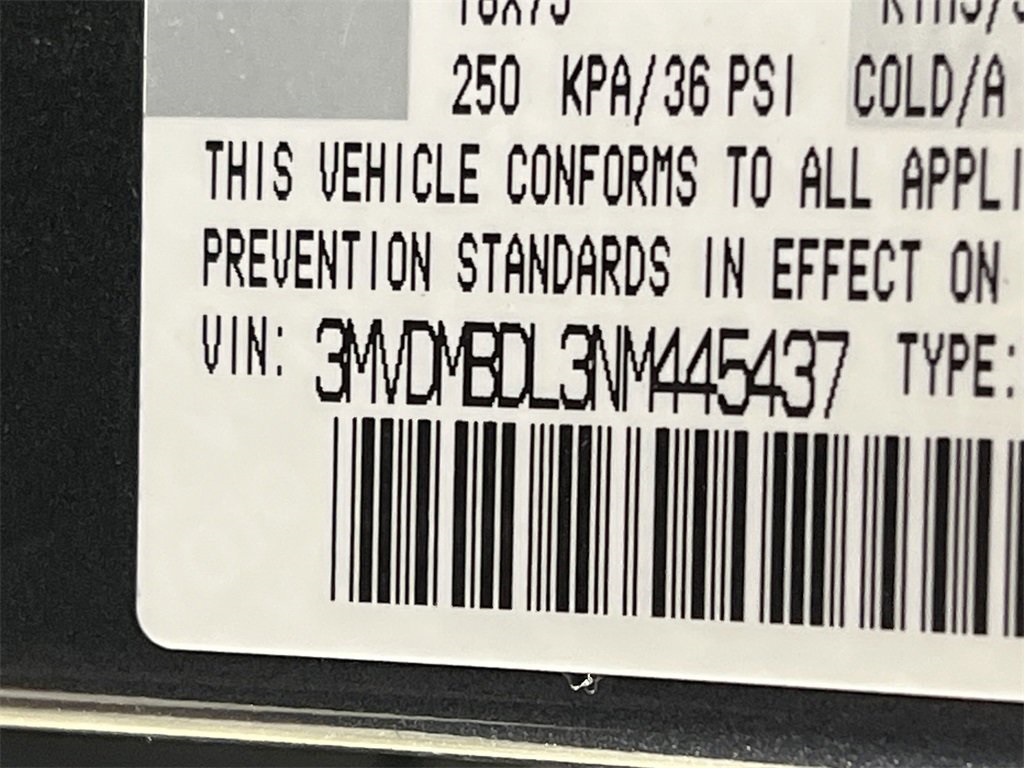 250 KPA/36 PSI COLD/A
THIS VEHICLE CONFORMS TO ALL APPLI
PREVENTION STANDARDS IN EFFECT ON
VIN: 3MVDMBDL3NM445437 TYPE: